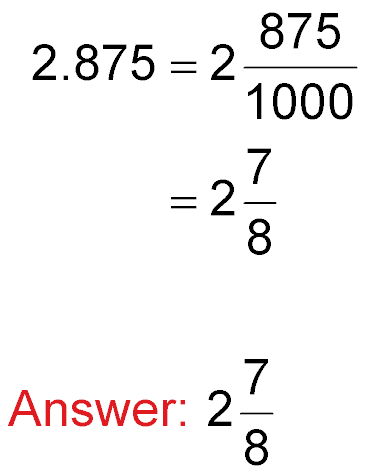 2.875 = 2 875/1000
= 2 7/8
Answer: 2 7/8